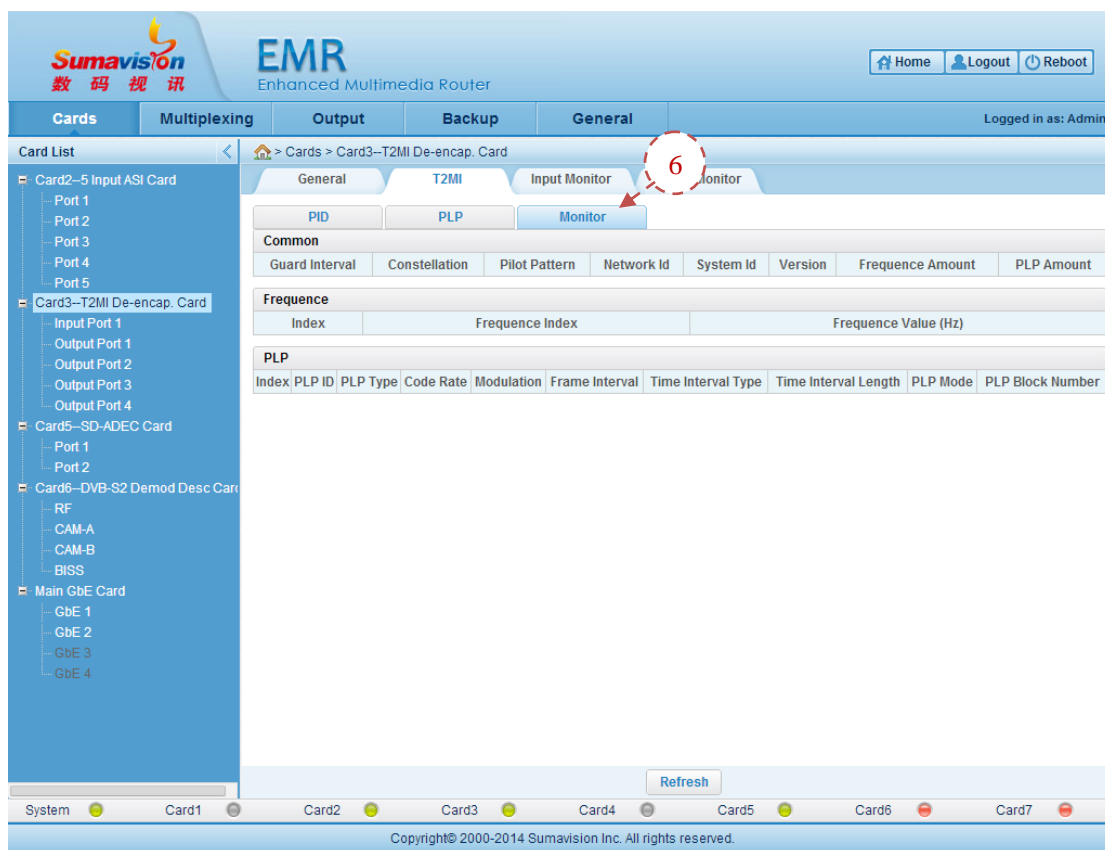 Sumavision
数码视讯
EMR
Enhanced Multimedia Router
Home Logout Reboot
Cards Multiplexing Output Backup General Logged in as: Admin
Card List
> Cards > Card3--T2MI De-encap. Card
General T2MI Input Monitor Monitor
6
PID PLP Monitor
Common
Guard Interval Constellation Pilot Pattern Network Id System Id Version Frequence Amount PLP Amount
Frequence
Index Frequence Index Frequence Value (Hz)
PLP
Index PLP ID PLP Type Code Rate Modulation Frame Interval Time Interval Type Time Interval Length PLP Mode PLP Block Number
Card2--5 Input ASI Card
Port 1
Port 2
Port 3
Port 4
Port 5
Card3--T2MI De-encap. Card
Input Port 1
Output Port 1
Output Port 2
Output Port 3
Output Port 4
Card5--SD-ADEC Card
Port 1
Port 2
Card6--DVB-S2 Demod Desc Card
RF
CAM-A
CAM-B
BISS
Main GbE Card
GbE 1
GbE 2
GbE 3
GbE 4
Refresh
System Card1 Card2 Card3 Card4 Card5 Card6 Card7
Copyright© 2000-2014 Sumavision Inc. All rights reserved.